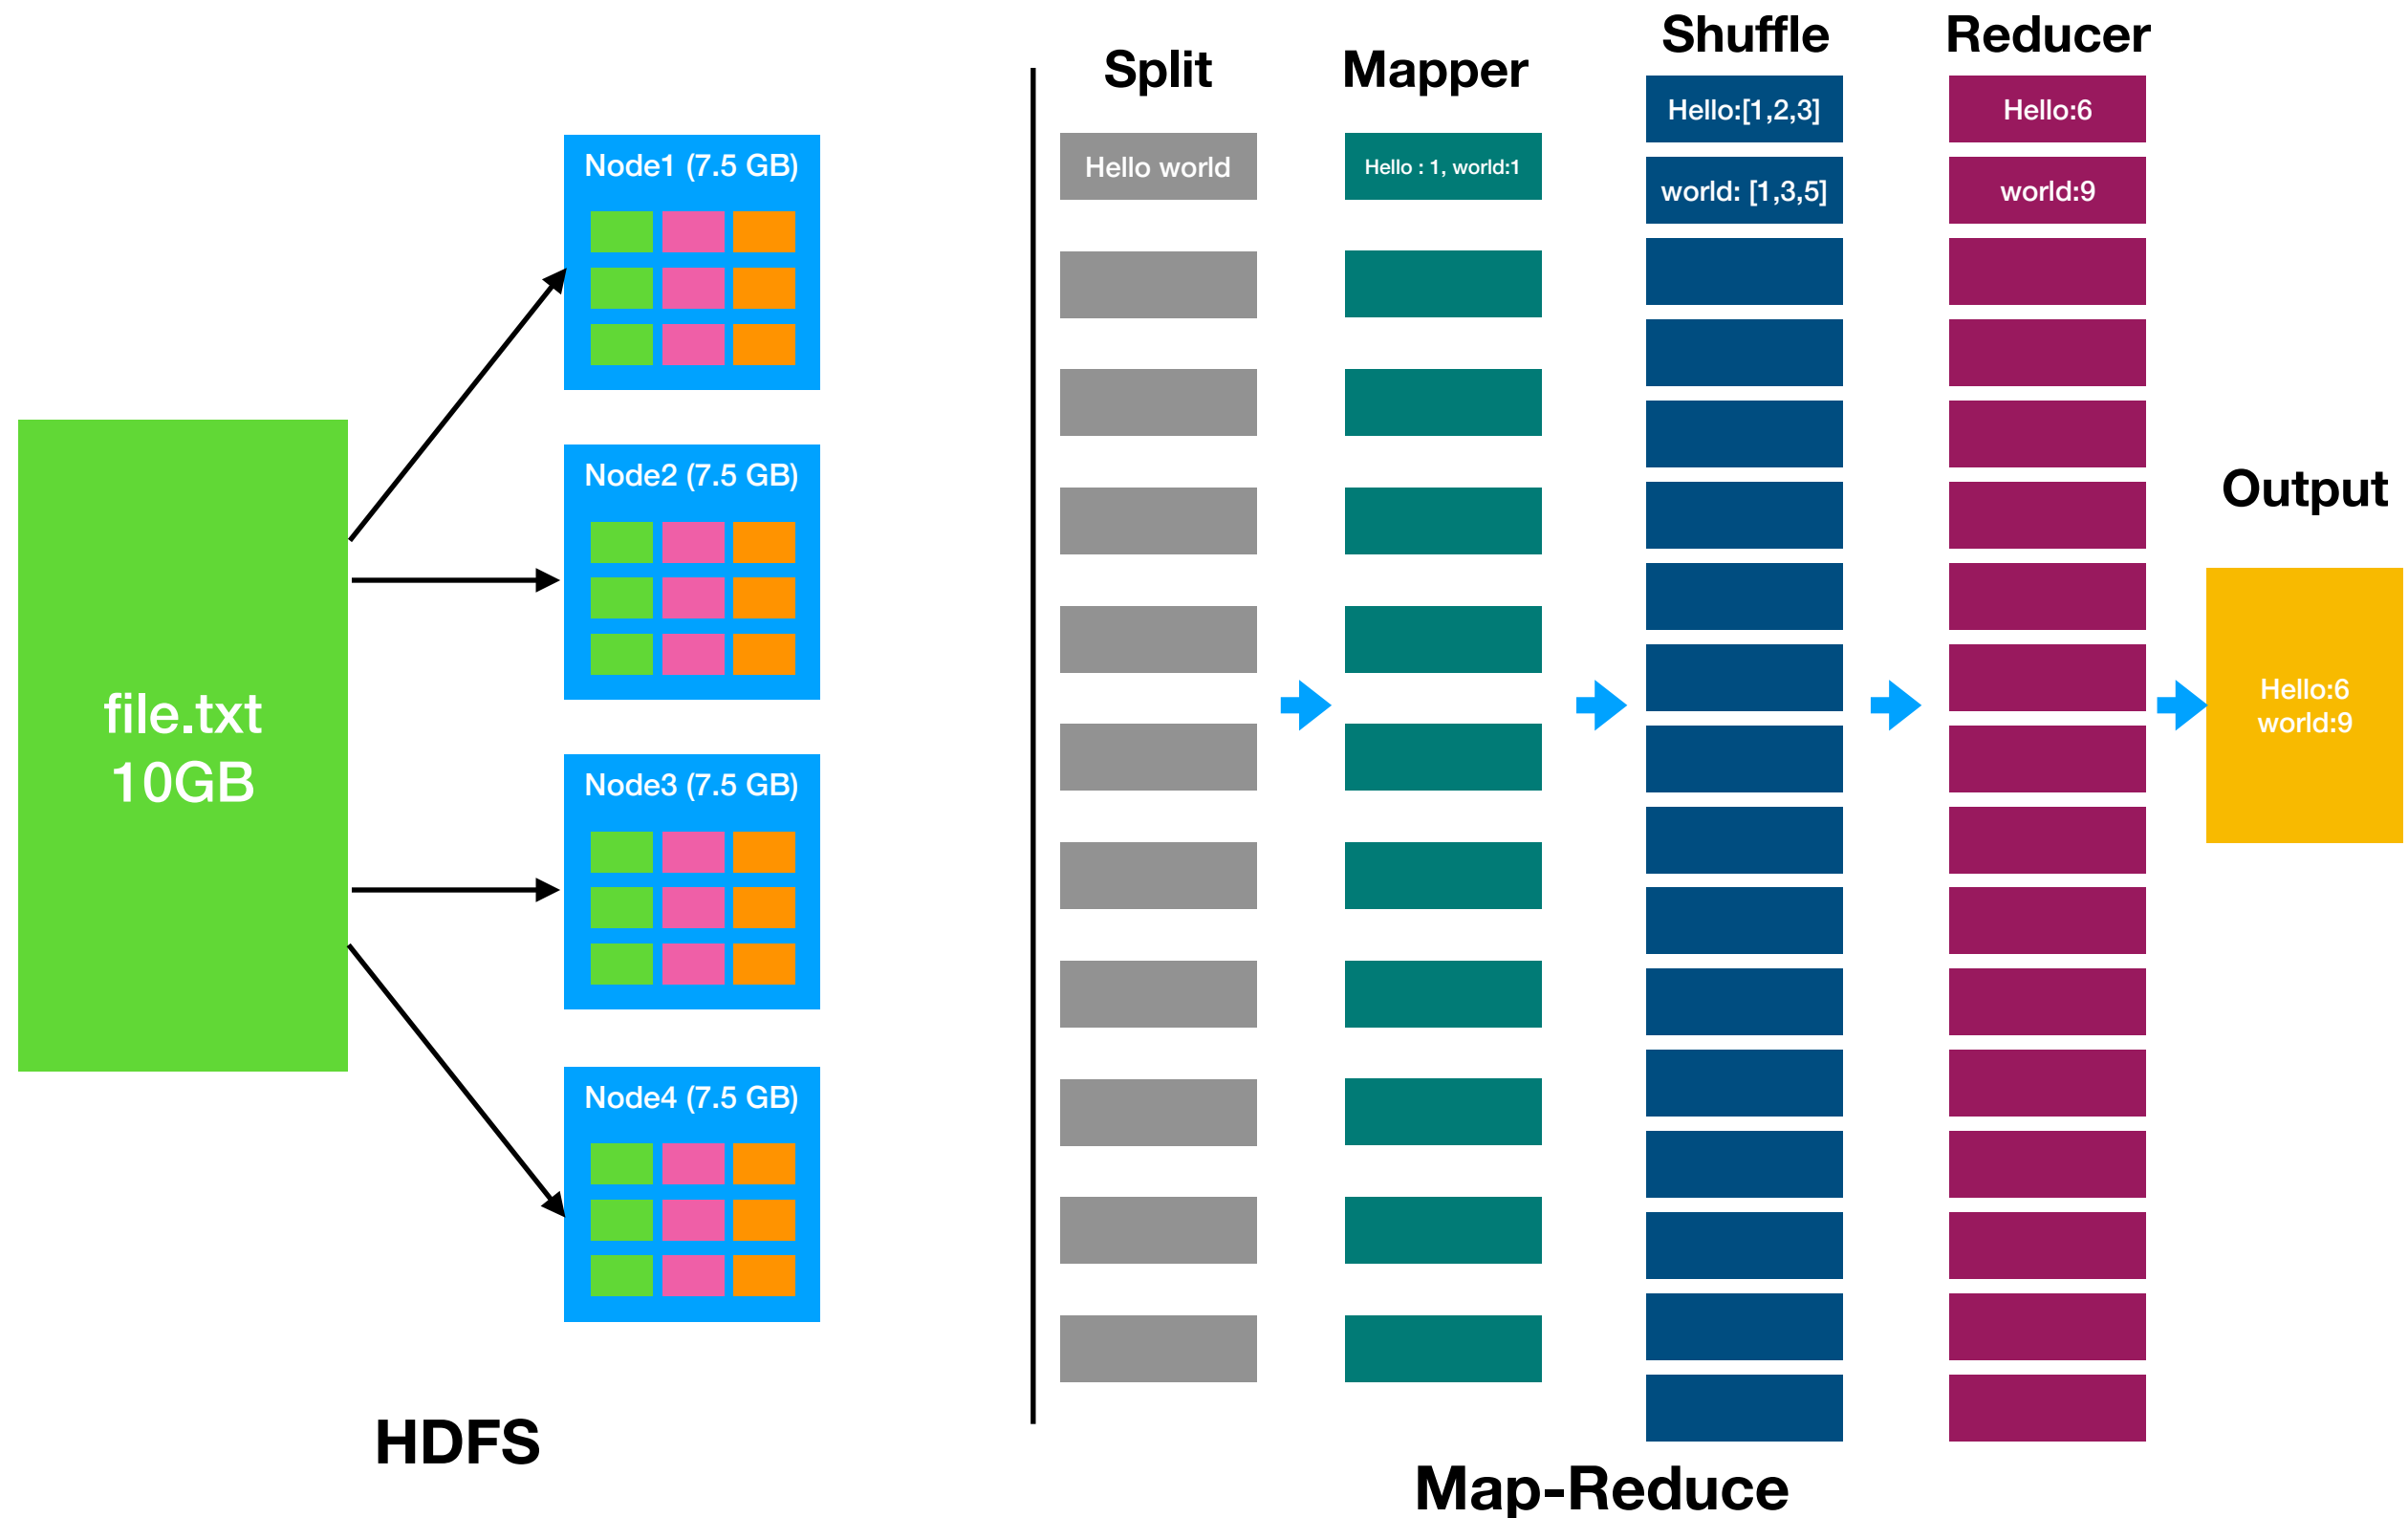 file.txt
10GB
Node1 (7.5 GB)
Node2 (7.5 GB)
Node3 (7.5 GB)
Node4 (7.5 GB)
HDFS
Split
Hello world
Mapper
Hello : 1, world:1
Shuffle
Hello:[1,2,3]
world: [1,3,5]
Reducer
Hello:6
world:9
Output
Hello:6
world:9
Map-Reduce